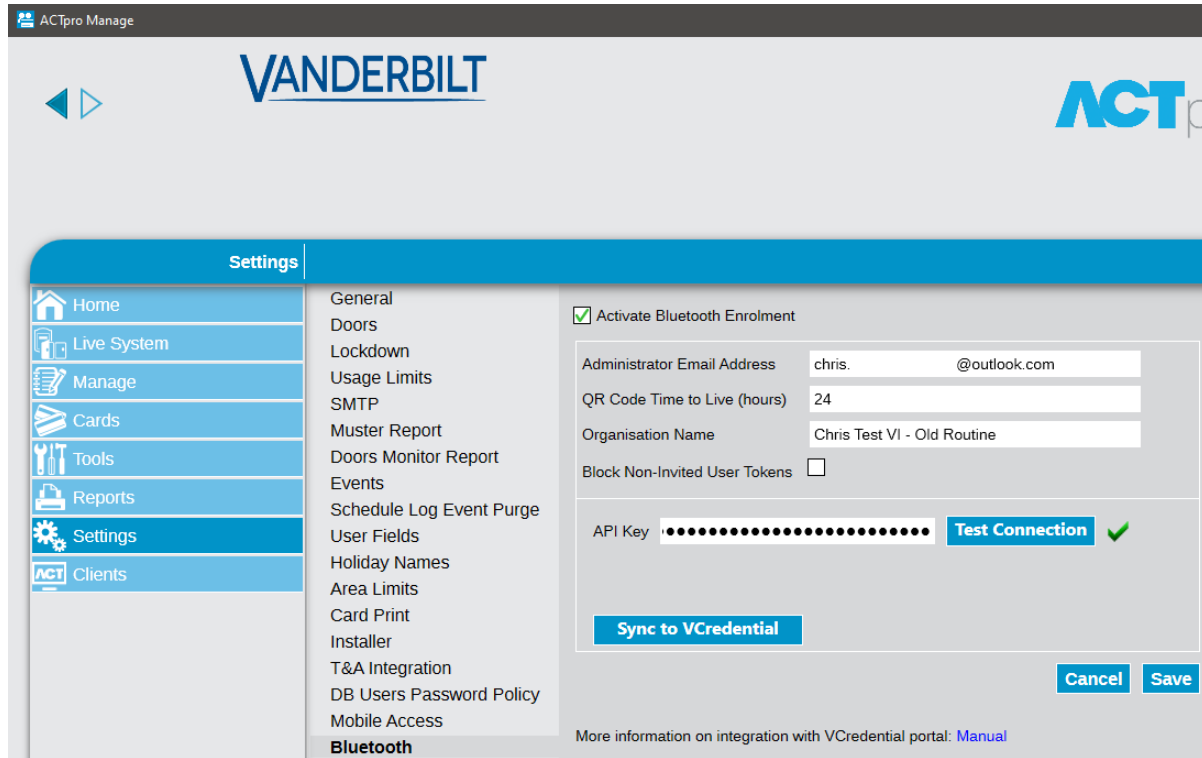 ACTpro Manage
VANDERBILT
ACTp
Settings
Home
Live System
Manage
Cards
Tools
Reports
Settings
ACT Clients
General
Doors
Lockdown
Usage Limits
SMTP
Muster Report
Doors Monitor Report
Events
Schedule Log Event Purge
User Fields
Holiday Names
Area Limits
Card Print
Installer
T&A Integration
DB Users Password Policy
Mobile Access
Bluetooth
Activate Bluetooth Enrolment
Administrator Email Address chris. @outlook.com
QR Code Time to Live (hours) 24
Organisation Name Chris Test VI - Old Routine
Block Non-Invited User Tokens
API Key Test Connection
Sync to VCredential
Cancel Save
More information on integration with VCredential portal: Manual